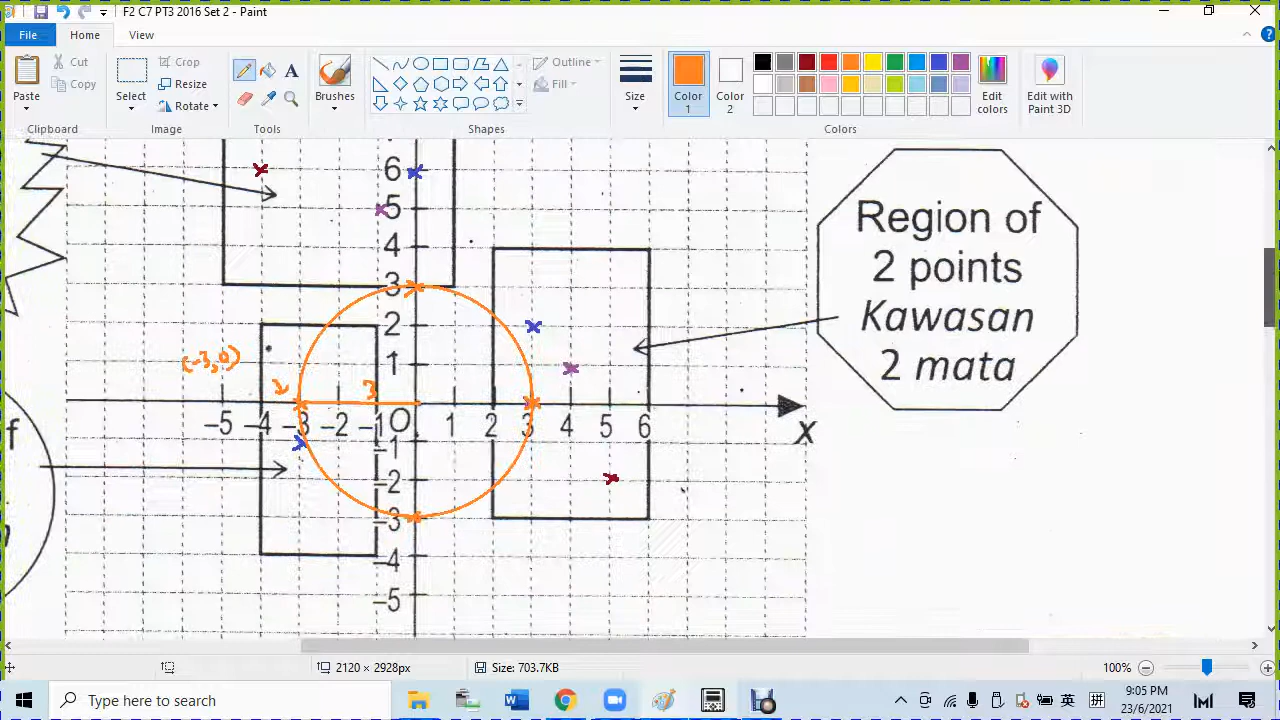 F2 C7 PT3 2016 Set 2 - Paint
File Home View
Paste
Cut
Copy
Clipboard
Select
Crop
Resize
Rotate
Image
A
Tools
Brushes
Outline
Fill
Shapes
Size
Color 1
Color 2
Edit colors
Edit with Paint 3D
Colors
6
5
4
3
2
1
(-3,0)
3
-5 -4 -3 -2 -1 O 1 2 3 4 5 6
x
-1
-2
-3
-4
-5
f
Region of
2 points
Kawasan
2 mata
2120 × 2928px
Size: 703.7KB
100%
Type here to search
英
拼
9:05 PM
23/6/2021